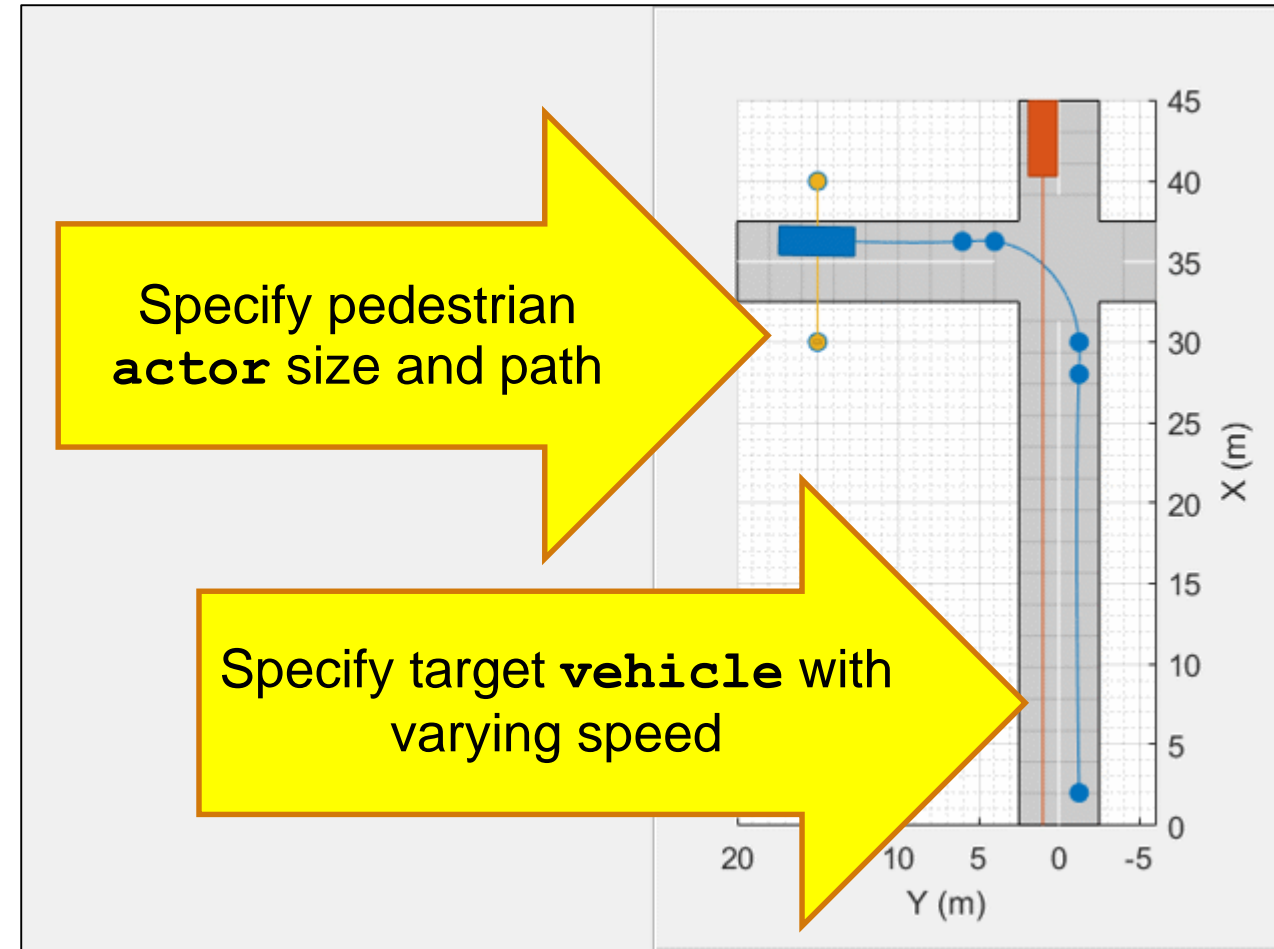 Specify pedestrian
actor size and path
Specify target vehicle with
varying speed
45
40
35
30
25
20
15
10
5
0
X (m)
20 10 5 0 -5
Y (m)